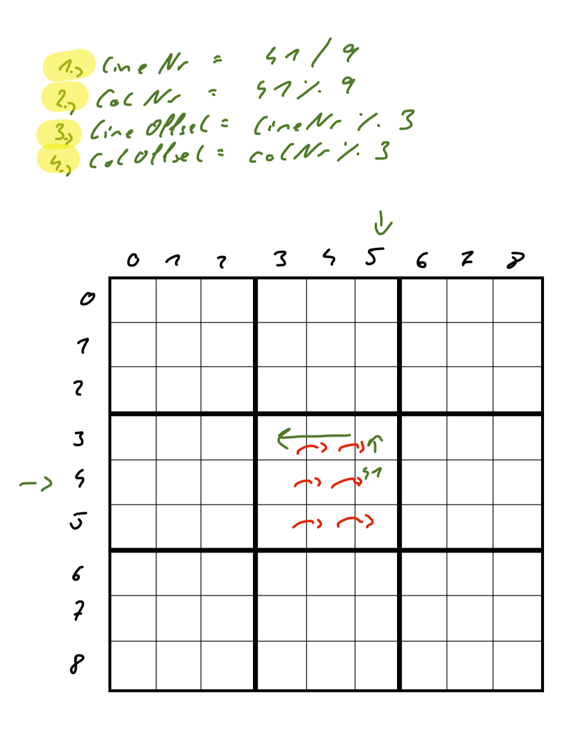 1.) Line Nr = 41 / 9
2.) Col Nr = 41 % 9
3.) Line Offset = LineNr % 3
4.) Col Offset = colNr % 3
0 1 2 3 4 5 6 7 8
0
1
2
3
4 41
5
6
7
8